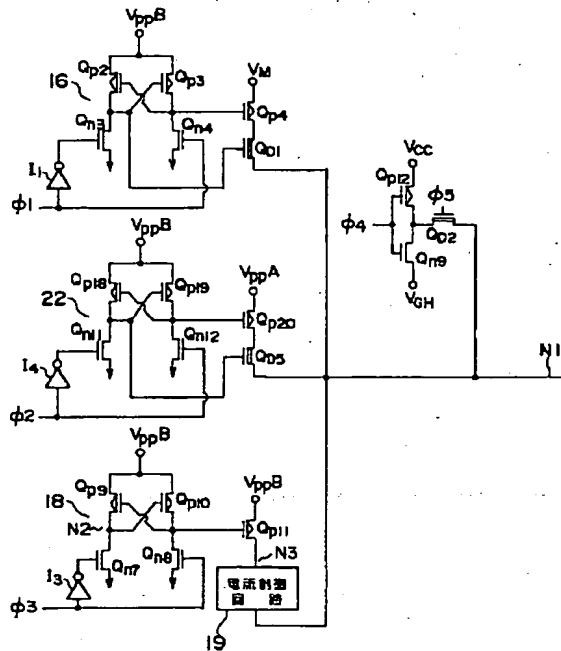 VppB
Qp2
Qp3
16
VM
Qp4
Qn3
Qn4
QD1
I1
φ1
VCC
Qp12
φ5
φ4
QD2
Qn9
VGH
VppB
Qp18
Qp19
22
VppA
Qp20
Qn11
Qn12
QD5
I4
φ2
N1
VppB
Qp9
Qp10
18
VppB
N2
Qp11
N3
Qn7
Qn8
I3
φ3
電流制御
回路
19